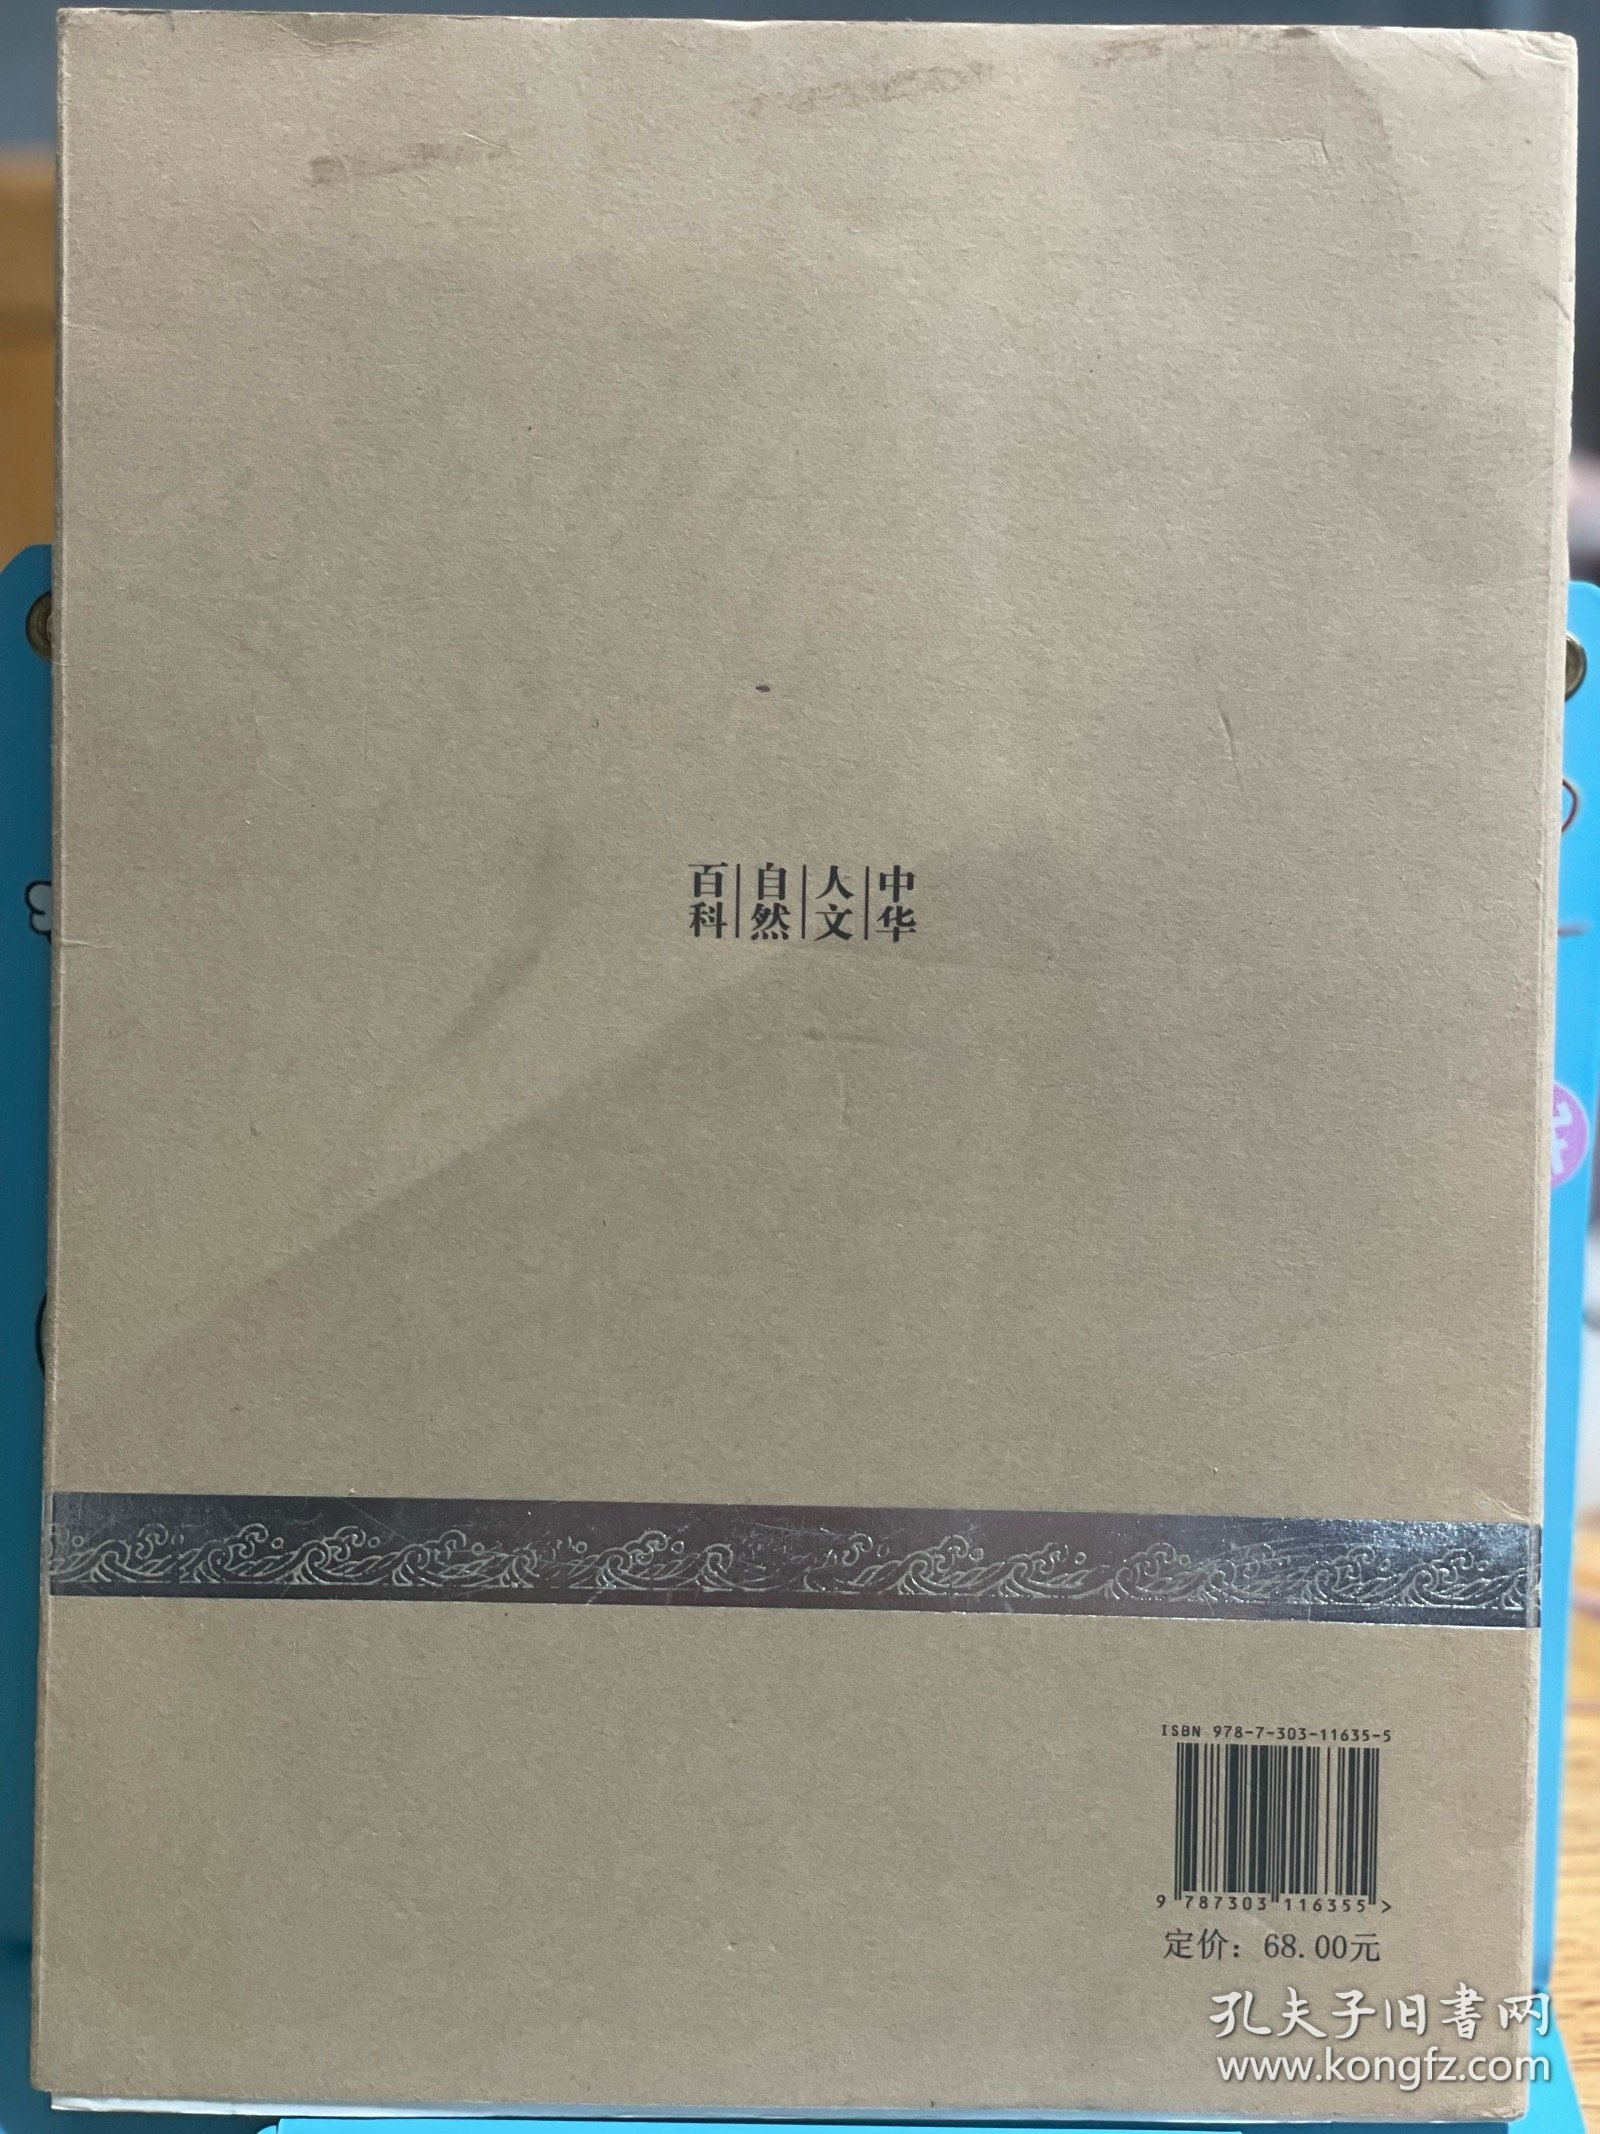 中华
人文
自然
百科
ISBN 978-7-303-11635-5
9 787303 116355 >
定价：68.00元
孔夫子旧书网
www.kongfz.com